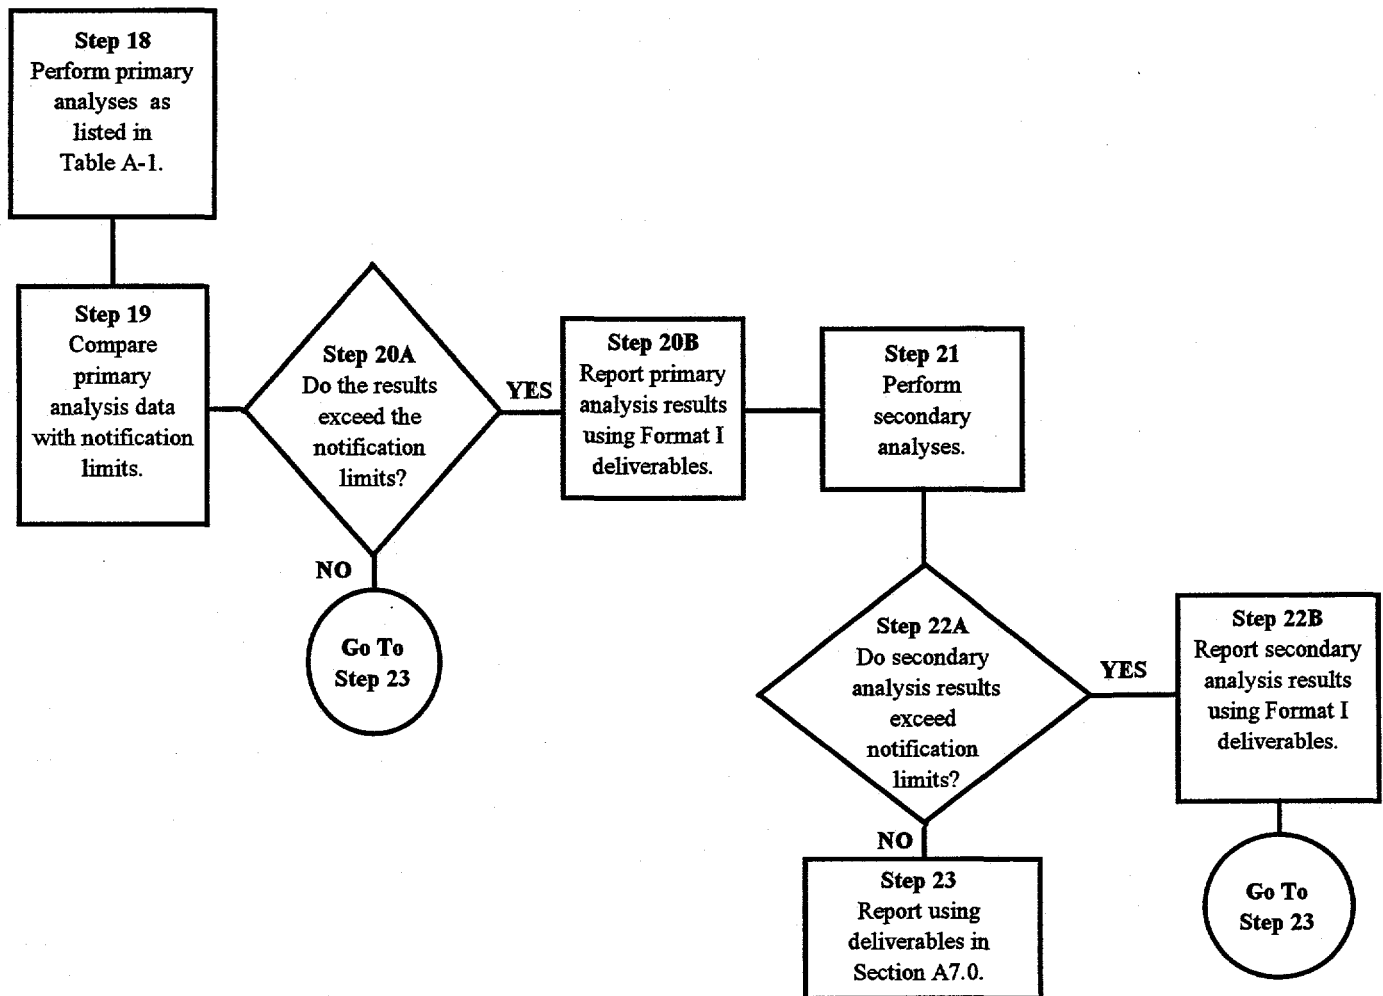 Step 18
Perform primary
analyses as
listed in
Table A-1.
Step 19
Compare
primary
analysis data
with notification
limits.
Step 20A
Do the results
exceed the
notification
limits?
YES
NO
Go To
Step 23
Step 20B
Report primary
analysis results
using Format I
deliverables.
Step 21
Perform
secondary
analyses.
Step 22A
Do secondary
analysis results
exceed
notification
limits?
YES
NO
Step 22B
Report secondary
analysis results
using Format I
deliverables.
Go To
Step 23
Step 23
Report using
deliverables in
Section A7.0.